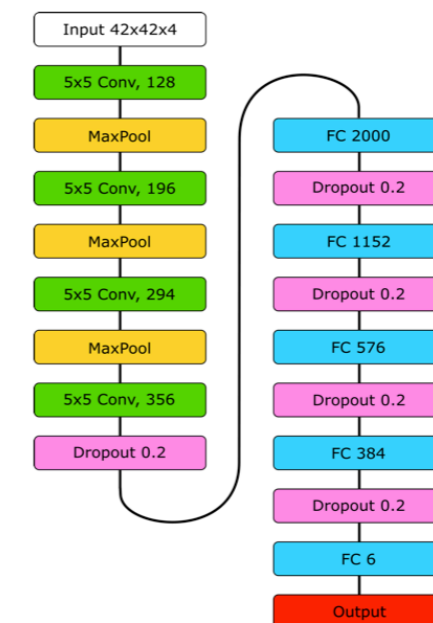 Input 42x42x4
5x5 Conv, 128
MaxPool
5x5 Conv, 196
MaxPool
5x5 Conv, 294
MaxPool
5x5 Conv, 356
Dropout 0.2
FC 2000
Dropout 0.2
FC 1152
Dropout 0.2
FC 576
Dropout 0.2
FC 384
Dropout 0.2
FC 6
Output